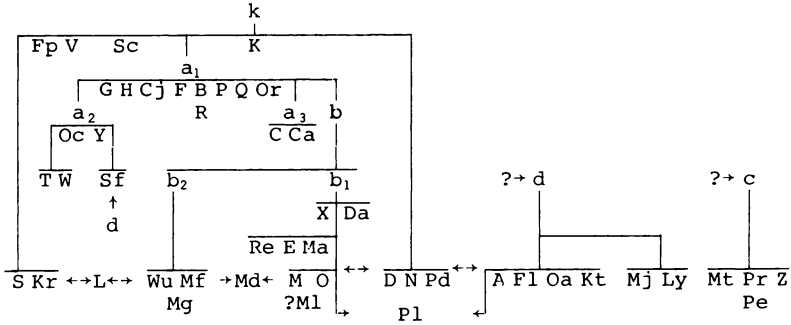 k
Fp V Sc K
a₁
G H Cj F B P Q Or
a₂ R a₃ b
Oc Y C Ca
T W Sf b₂ b₁ ?→ d ?→ c
↑ X Da
d
Re E Ma
S Kr ←→L←→ Wu Mf →Md← M O ←→ D N Pd ←→ A Fl Oa Kt Mj Ly Mt Pr Z
Mg ?Ml → Pl ← Pe